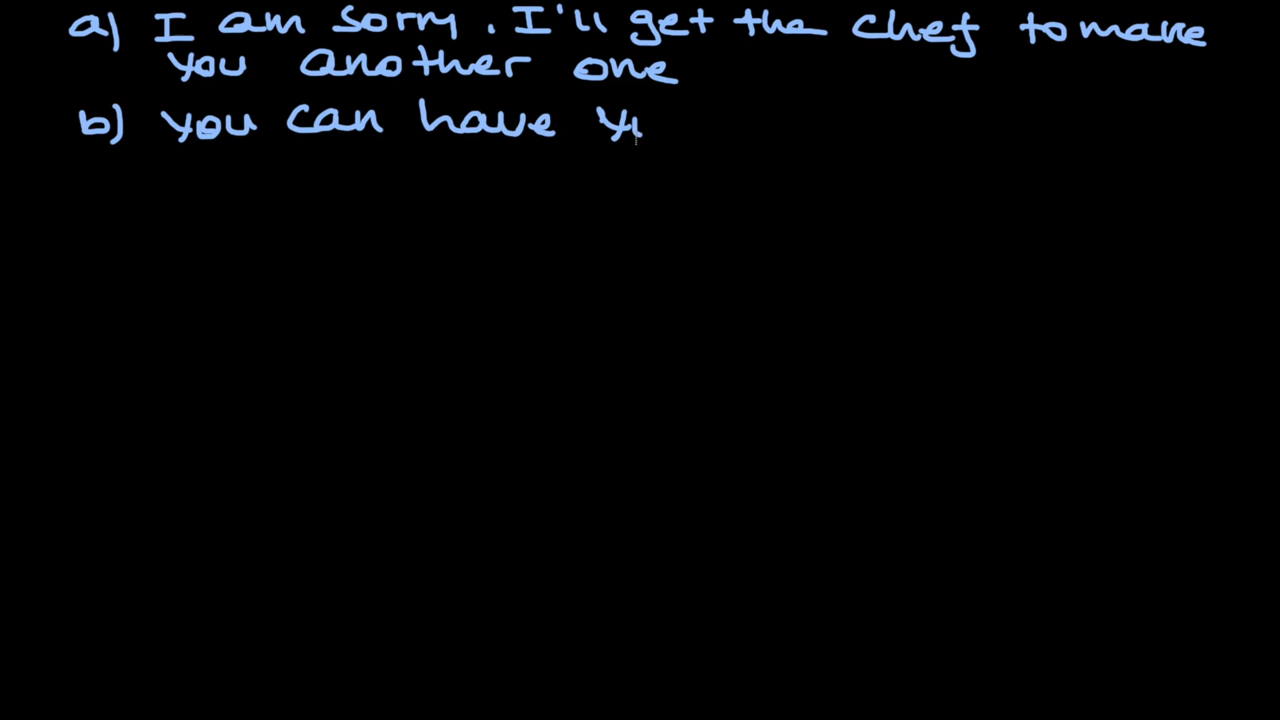 a) I am sorry. I'll get the chef to make
you another one
b) you can have